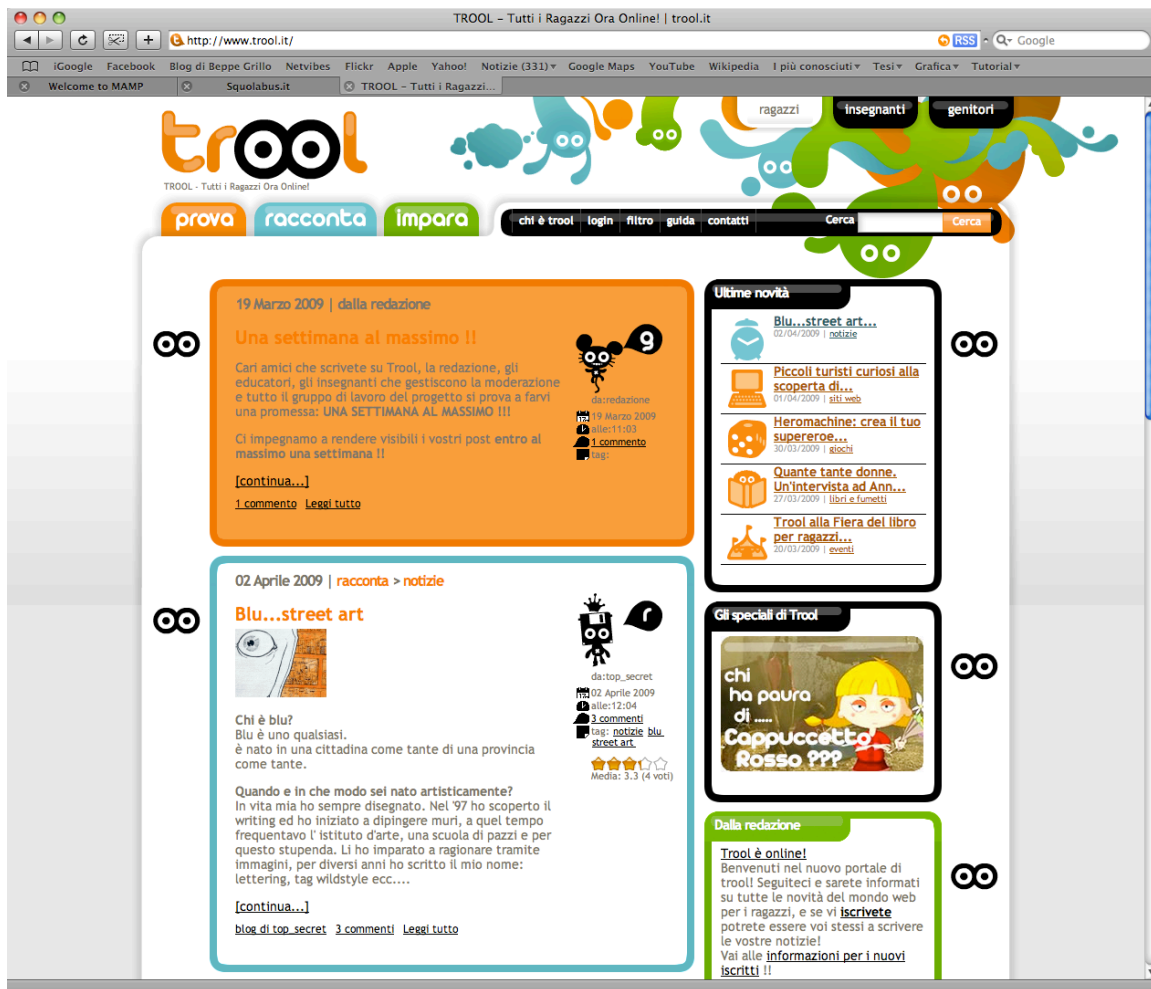 TROOL – Tutti i Ragazzi Ora Online! | trool.it
http://www.trool.it/
RSS
Google
iGoogle Facebook Blog di Beppe Grillo Netvibes Flickr Apple Yahoo! Notizie (331) Google Maps YouTube Wikipedia I più conosciuti Tesi Grafica Tutorial
Welcome to MAMP
Squolabus.it
TROOL – Tutti i Ragazzi...
ragazzi
insegnanti
genitori
trool
TROOL - Tutti i Ragazzi Ora Online!
prova
racconta
impara
chi è trool
login
filtro
guida
contatti
Cerca
Cerca
19 Marzo 2009 | dalla redazione
Una settimana al massimo !!
Cari amici che scrivete su Trool, la redazione, gli
educatori, gli insegnanti che gestiscono la moderazione
e tutto il gruppo di lavoro del progetto si prova a farvi
una promessa: UNA SETTIMANA AL MASSIMO !!!
Ci impegnamo a rendere visibili i vostri post entro al
massimo una settimana !!
[continua...]
1 commento Leggi tutto
g
da:redazione
19 Marzo 2009
alle:11:03
1 commento
tag:
02 Aprile 2009 | racconta > notizie
Blu...street art
Chi è blu?
Blu è uno qualsiasi.
è nato in una cittadina come tante di una provincia
come tante.
Quando e in che modo sei nato artisticamente?
In vita mia ho sempre disegnato. Nel '97 ho scoperto il
writing ed ho iniziato a dipingere muri, a quel tempo
frequentavo l' istituto d'arte, una scuola di pazzi e per
questo stupenda. Li ho imparato a ragionare tramite
immagini, per diversi anni ho scritto il mio nome:
lettering, tag wildstyle ecc....
[continua...]
blog di top_secret 3 commenti Leggi tutto
r
da:top_secret
02 Aprile 2009
alle:12:04
3 commenti
tag: notizie blu
street art
Media: 3.3 (4 voti)
Ultime novità
Blu...street art...
02/04/2009 | notizie
Piccoli turisti curiosi alla
scoperta di...
01/04/2009 | siti web
Heromachine: crea il tuo
supereroe...
30/03/2009 | giochi
Quante tante donne.
Un'intervista ad Ann...
27/03/2009 | libri e fumetti
Trool alla Fiera del libro
per ragazzi...
20/03/2009 | eventi
Gli speciali di Trool
chi
ha paura
di .....
Cappuccetto
Rosso ???
Dalla redazione
Trool è online!
Benvenuti nel nuovo portale di
trool! Seguiteci e sarete informati
su tutte le novità del mondo web
per i ragazzi, e se vi iscrivete
potrete essere voi stessi a scrivere
le vostre notizie!
Vai alle informazioni per i nuovi
iscritti !!